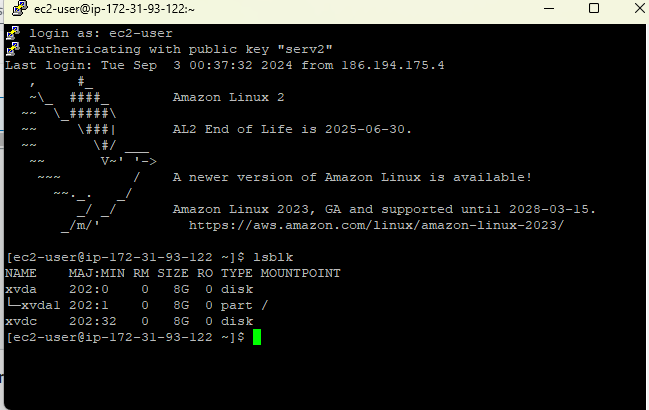 ec2-user@ip-172-31-93-122:~
login as: ec2-user
Authenticating with public key "serv2"
Last login: Tue Sep  3 00:37:32 2024 from 186.194.175.4
   ,     #_
   ~\_  ####_        Amazon Linux 2
  ~~  \_#####\
  ~~     \###|       AL2 End of Life is 2025-06-30.
  ~~       \#/ ___
   ~~       V~' '->
    ~~~         /    A newer version of Amazon Linux is available!
      ~~._.   _/
         _/ _/       Amazon Linux 2023, GA and supported until 2028-03-15.
       _/m/'           https://aws.amazon.com/linux/amazon-linux-2023/
[ec2-user@ip-172-31-93-122 ~]$ lsblk
NAME    MAJ:MIN RM SIZE RO TYPE MOUNTPOINT
xvda    202:0    0   8G  0 disk
└─xvda1 202:1    0   8G  0 part /
xvdc    202:32   0   8G  0 disk
[ec2-user@ip-172-31-93-122 ~]$